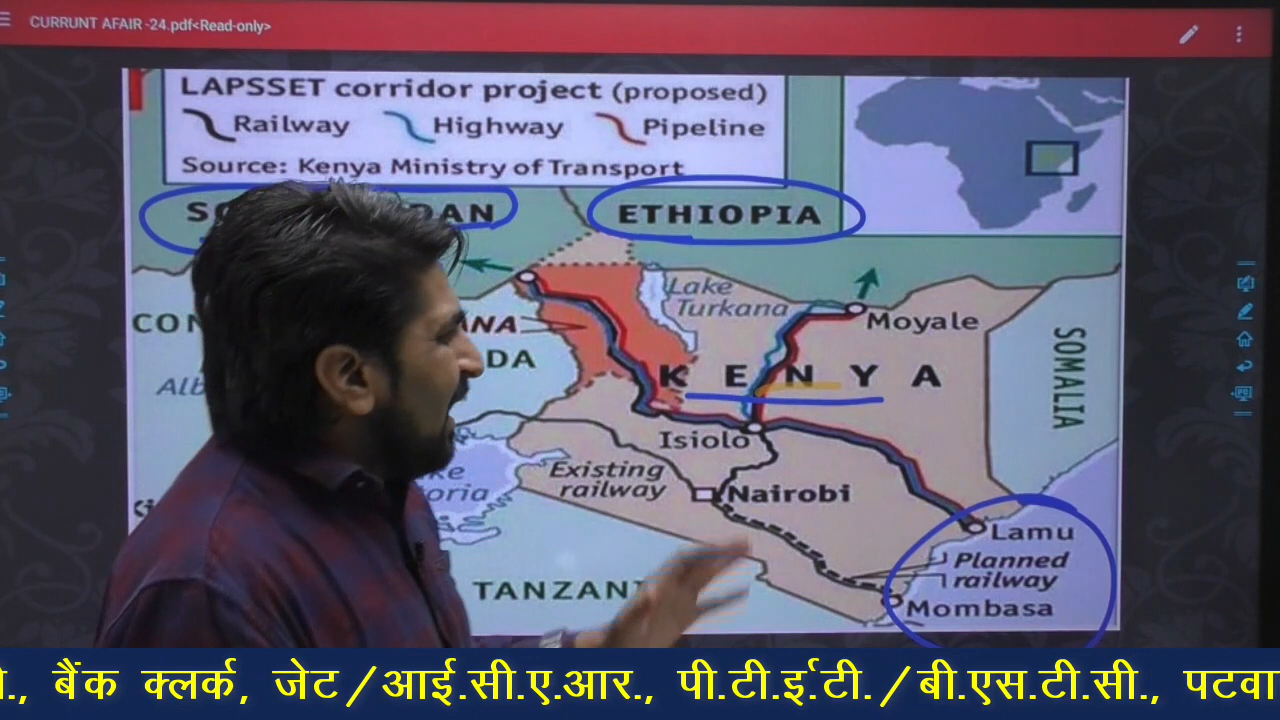 CURRUNT AFAIR -24.pdf<Read-only>
LAPSSET corridor project (proposed)
Railway Highway Pipeline
Source: Kenya Ministry of Transport
ETHIOPIA
Lake
Turkana
Moyale
SOMALIA
KENYA
Isiolo
Existing
railway
Nairobi
Lamu
Planned
railway
Mombasa
बैंक क्लर्क, जेट/आई.सी.ए.आर., पी.टी.ई.टी./बी.एस.टी.सी.,